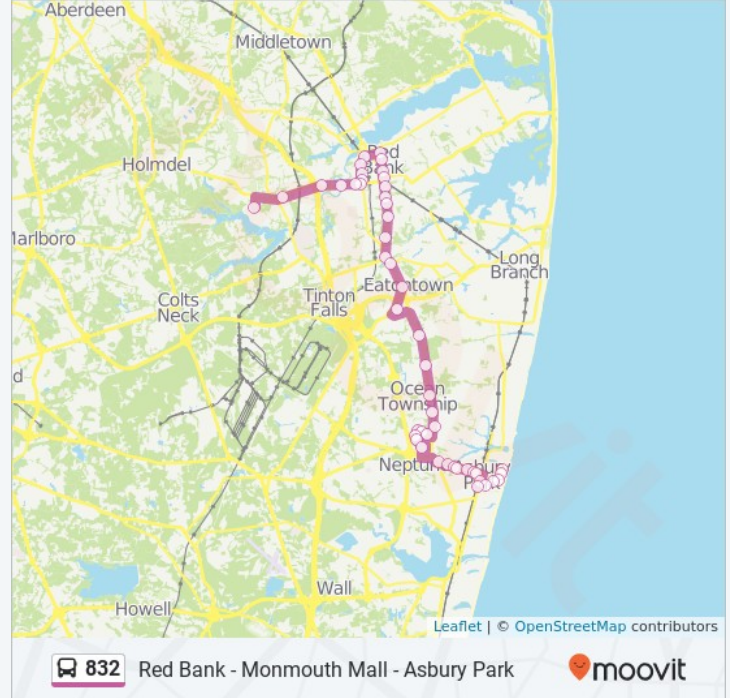 Aberdeen
Middletown
Red
Bank
Holmdel
Marlboro
Long
Branch
Eatontown
Tinton
Falls
Colts
Neck
d
Ocean
Township
Neptune
Asbury
Park
Wall
Howell
Leaflet | © OpenStreetMap contributors
832 Red Bank - Monmouth Mall - Asbury Park moovit